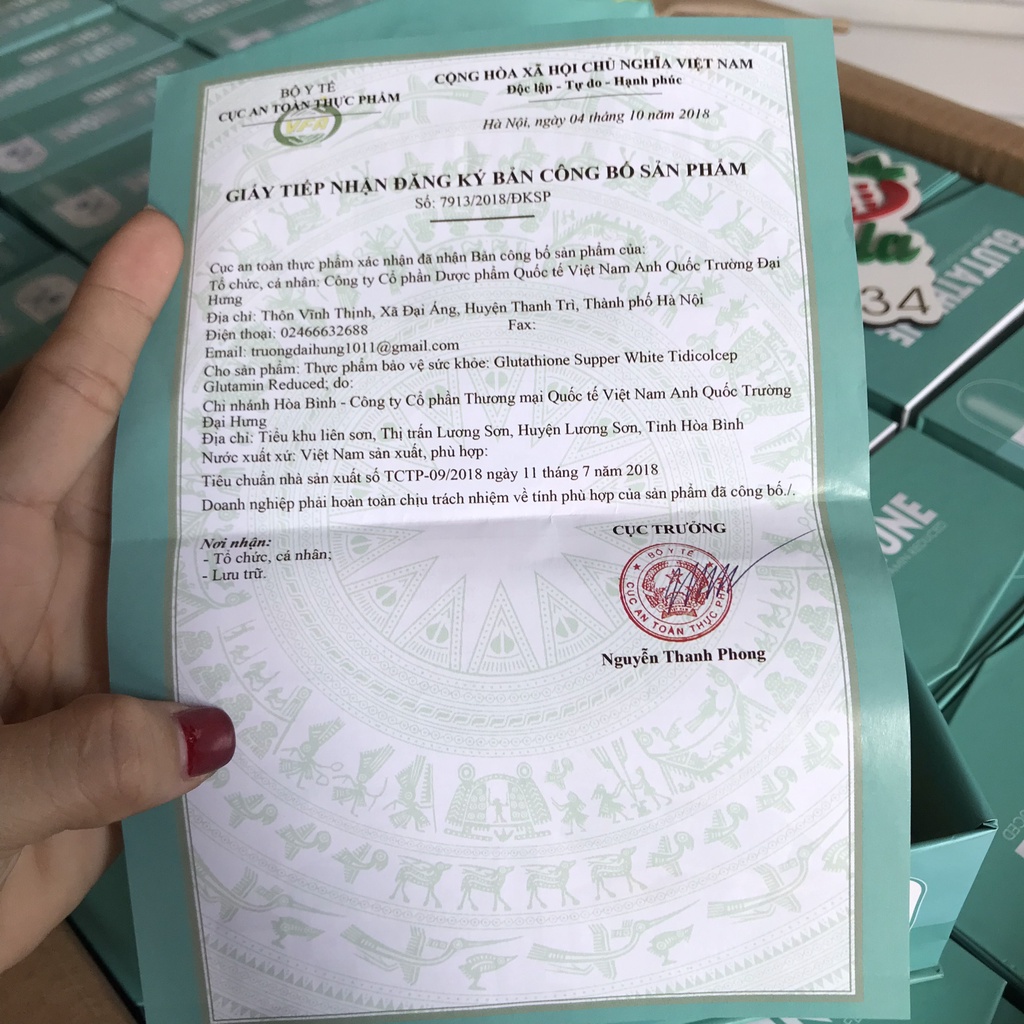 BỘ Y TẾ
CỤC AN TOÀN THỰC PHẨM
VFA
CỘNG HÒA XÃ HỘI CHỦ NGHĨA VIỆT NAM
Độc lập - Tự do - Hạnh phúc
Hà Nội, ngày 04 tháng 10 năm 2018
GIẤY TIẾP NHẬN ĐĂNG KÝ BẢN CÔNG BỐ SẢN PHẨM
Số: 7913/2018/ĐKSP
Cục an toàn thực phẩm xác nhận đã nhận Bản công bố sản phẩm của:
Tổ chức, cá nhân: Công ty Cổ phần Dược phẩm Quốc tế Việt Nam Anh Quốc Trường Đại
Hưng
Địa chỉ: Thôn Vĩnh Thịnh, Xã Đại Áng, Huyện Thanh Trì, Thành phố Hà Nội
Điện thoại: 02466632688 Fax:
Email: truongdaihung1011@gmail.com
Cho sản phẩm: Thực phẩm bảo vệ sức khỏe: Glutathione Supper White Tidicolcep
Glutamin Reduced; do:
Chi nhánh Hòa Bình - Công ty Cổ phần Thương mại Quốc tế Việt Nam Anh Quốc Trường
Đại Hưng
Địa chỉ: Tiểu khu liên sơn, Thị trấn Lương Sơn, Huyện Lương Sơn, Tỉnh Hòa Bình
Nước xuất xứ: Việt Nam sản xuất, phù hợp:
Tiêu chuẩn nhà sản xuất số TCTP-09/2018 ngày 11 tháng 7 năm 2018
Doanh nghiệp phải hoàn toàn chịu trách nhiệm về tính phù hợp của sản phẩm đã công bố./.
Nơi nhận:
- Tổ chức, cá nhân;
- Lưu trữ.
CỤC TRƯỞNG
BỘ Y TẾ
CỤC AN TOÀN THỰC PHẨM
Nguyễn Thanh Phong
34